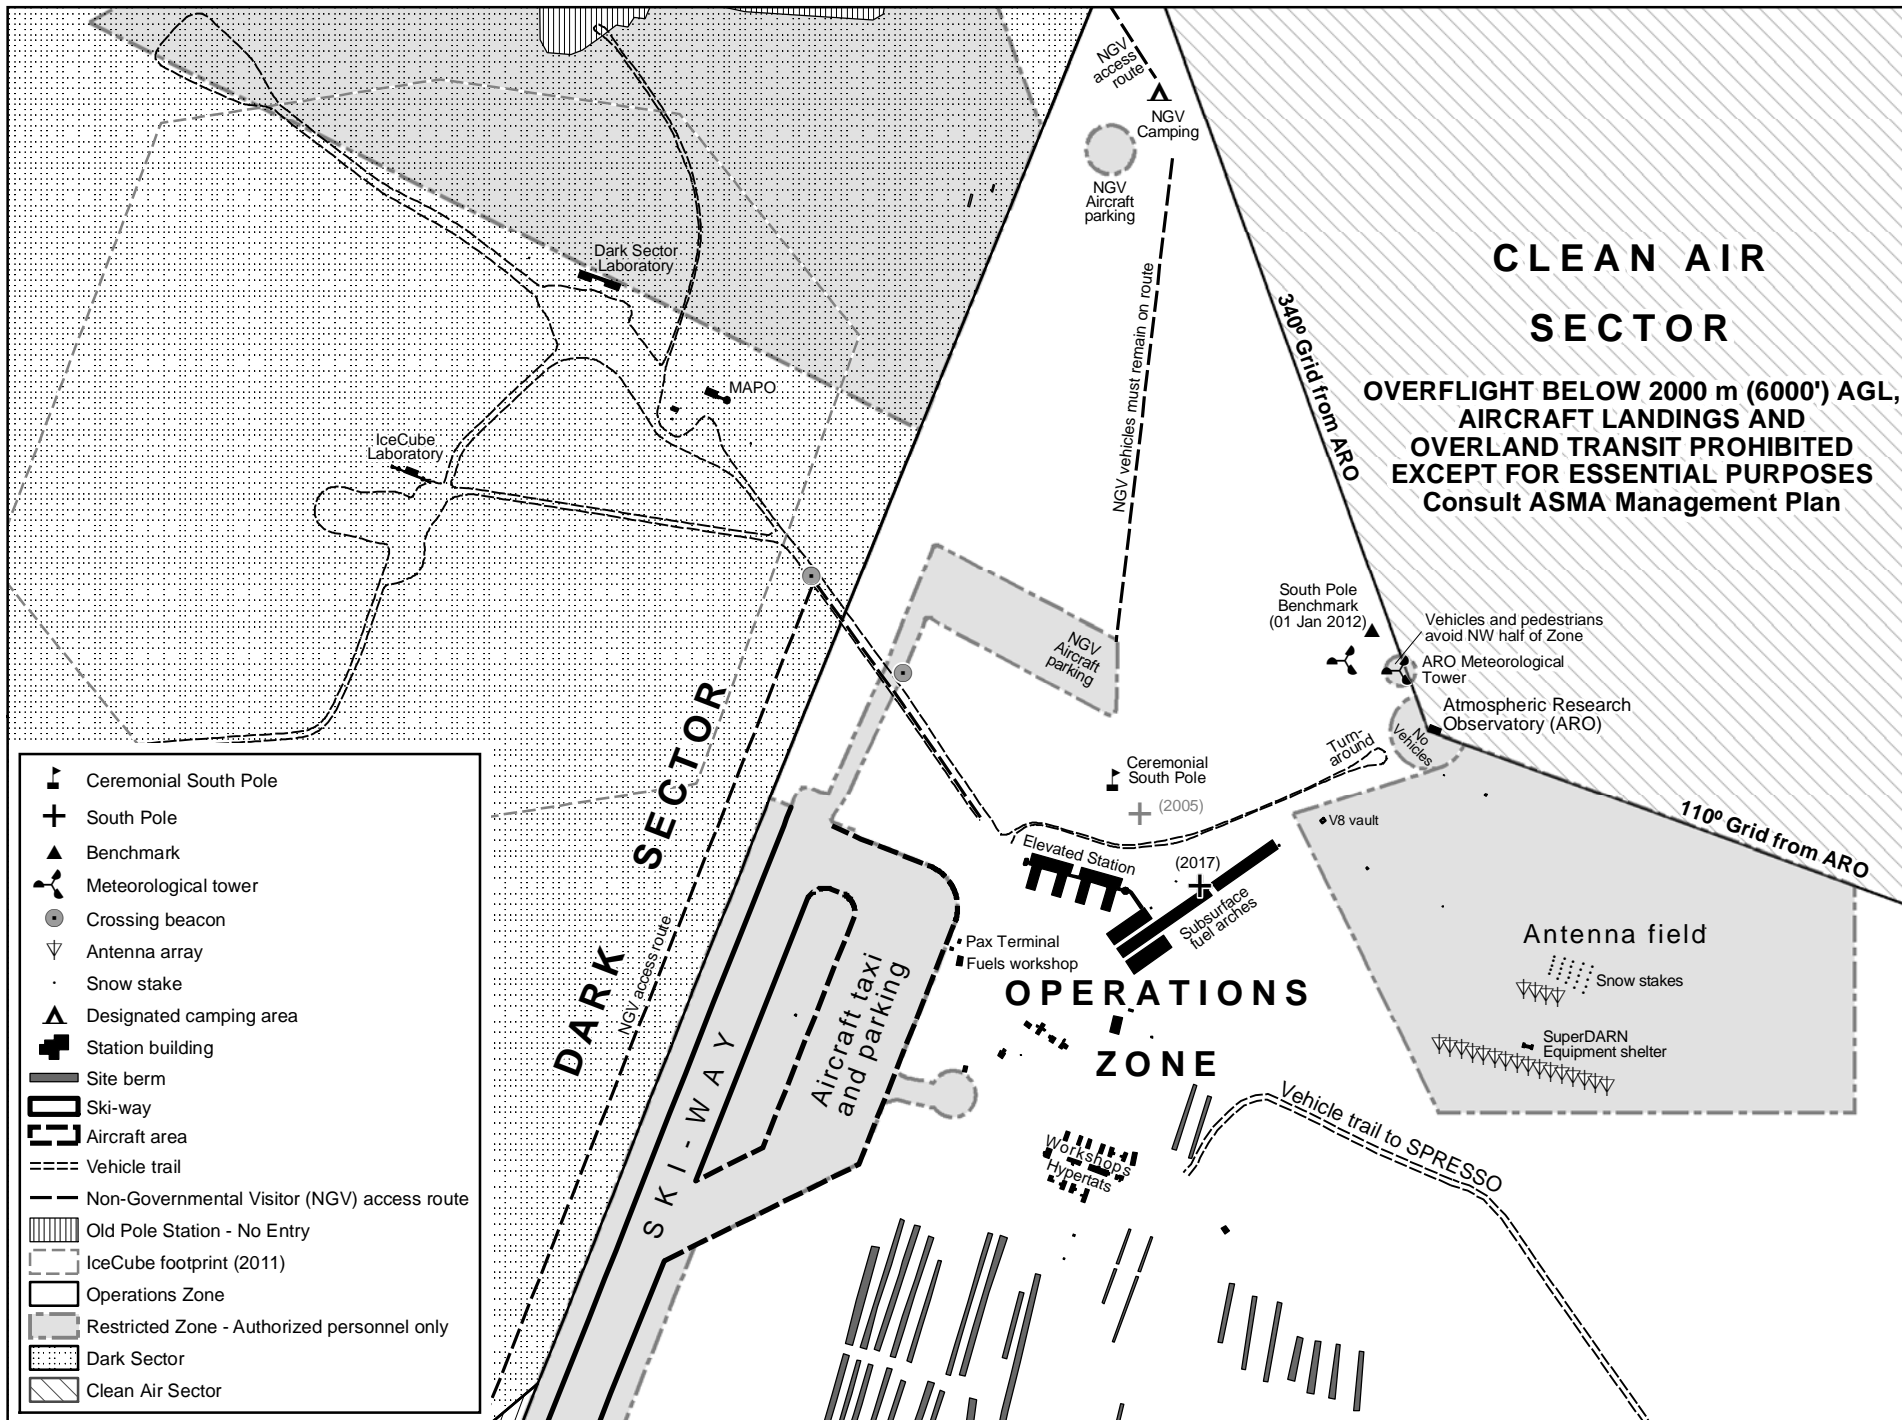 NGV
access
route
NGV
Camping
NGV
Aircraft
parking
CLEAN AIR
SECTOR
OVERFLIGHT BELOW 2000 m (6000') AGL,
AIRCRAFT LANDINGS AND
OVERLAND TRANSIT PROHIBITED
EXCEPT FOR ESSENTIAL PURPOSES
Consult ASMA Management Plan
340º Grid from ARO
NGV vehicles must remain on route
Dark Sector
Laboratory
MAPO
IceCube
Laboratory
South Pole
Benchmark
(01 Jan 2012)
Vehicles and pedestrians
avoid NW half of Zone
ARO Meteorological
Tower
Atmospheric Research
Observatory (ARO)
No
Vehicles
NGV
Aircraft
parking
Turn-
around
Ceremonial
South Pole
(2005)
110º Grid from ARO
V8 vault
Elevated Station
(2017)
Subsurface
fuel arches
DARK SECTOR
NGV access route
SKI-WAY
Aircraft taxi
and parking
Pax Terminal
Fuels workshop
OPERATIONS
ZONE
Antenna field
Snow stakes
SuperDARN
Equipment shelter
Vehicle trail to SPRESSO
Workshops
Hypertats
Ceremonial South Pole
South Pole
Benchmark
Meteorological tower
Crossing beacon
Antenna array
Snow stake
Designated camping area
Station building
Site berm
Ski-way
Aircraft area
Vehicle trail
Non-Governmental Visitor (NGV) access route
Old Pole Station - No Entry
IceCube footprint (2011)
Operations Zone
Restricted Zone - Authorized personnel only
Dark Sector
Clean Air Sector